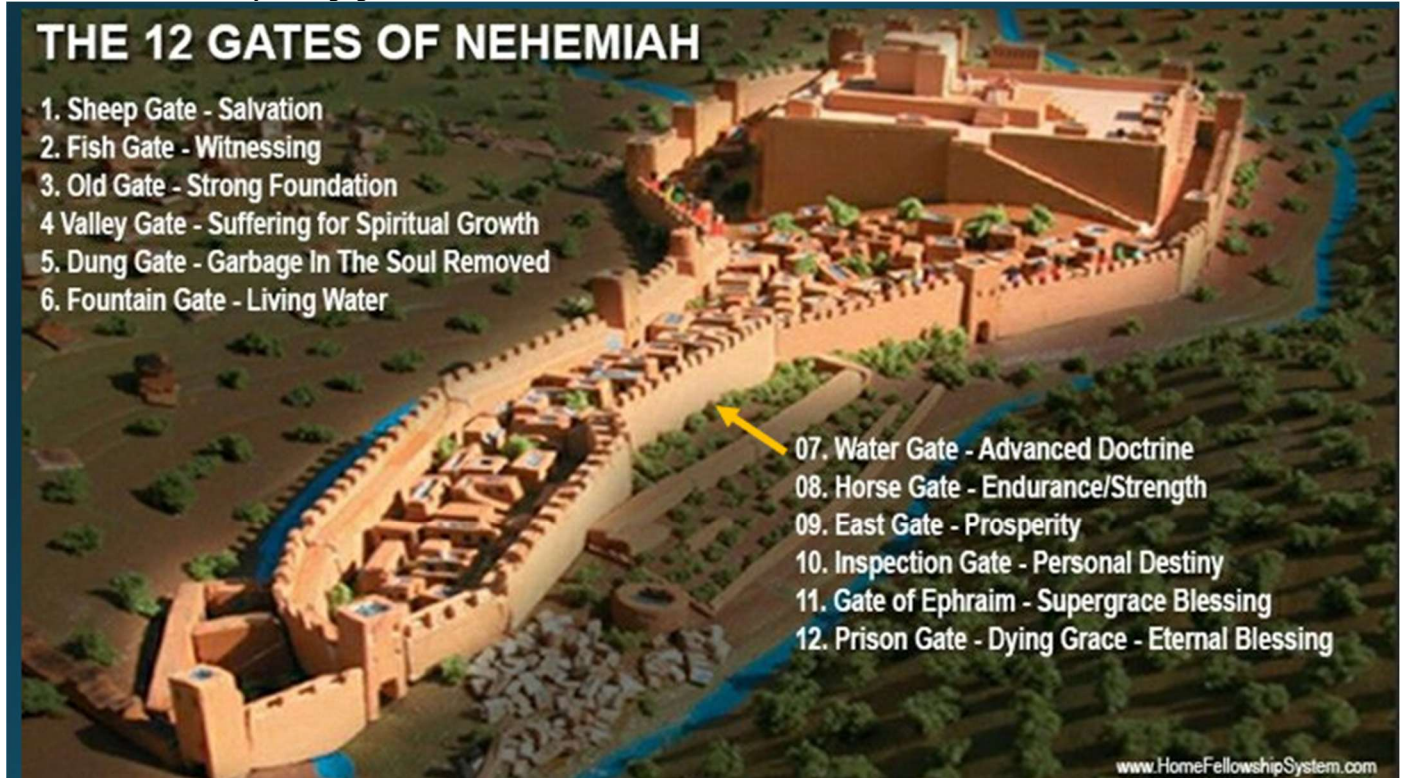 THE 12 GATES OF NEHEMIAH
1. Sheep Gate - Salvation
2. Fish Gate - Witnessing
3. Old Gate - Strong Foundation
4 Valley Gate - Suffering for Spiritual Growth
5. Dung Gate - Garbage In The Soul Removed
6. Fountain Gate - Living Water
07. Water Gate - Advanced Doctrine
08. Horse Gate - Endurance/Strength
09. East Gate - Prosperity
10. Inspection Gate - Personal Destiny
11. Gate of Ephraim - Supergrace Blessing
12. Prison Gate - Dying Grace - Eternal Blessing
www.HomeFellowshipSystem.com